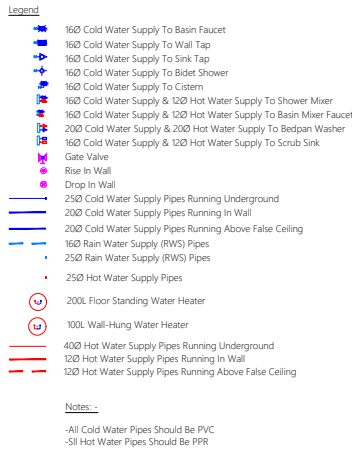 Legend
16Ø Cold Water Supply To Basin Faucet
16Ø Cold Water Supply To Wall Tap
16Ø Cold Water Supply To Sink Tap
16Ø Cold Water Supply To Bidet Shower
16Ø Cold Water Supply To Cistern
16Ø Cold Water Supply & 12Ø Hot Water Supply To Shower Mixer
16Ø Cold Water Supply & 12Ø Hot Water Supply To Basin Mixer Faucet
20Ø Cold Water Supply & 20Ø Hot Water Supply To Bedpan Washer
16Ø Cold Water Supply & 12Ø Hot Water Supply To Scrub Sink
Gate Valve
Rise In Wall
Drop In Wall
25Ø Cold Water Supply Pipes Running Underground
20Ø Cold Water Supply Pipes Running In Wall
20Ø Cold Water Supply Pipes Running Above False Ceiling
16Ø Rain Water Supply (RWS) Pipes
25Ø Rain Water Supply (RWS) Pipes
25Ø Hot Water Supply Pipes
200L Floor Standing Water Heater
100L Wall-Hung Water Heater
40Ø Hot Water Supply Pipes Running Underground
12Ø Hot Water Supply Pipes Running In Wall
12Ø Hot Water Supply Pipes Running Above False Ceiling
Notes: -
-All Cold Water Pipes Should Be PVC
-Sll Hot Water Pipes Should Be PPR